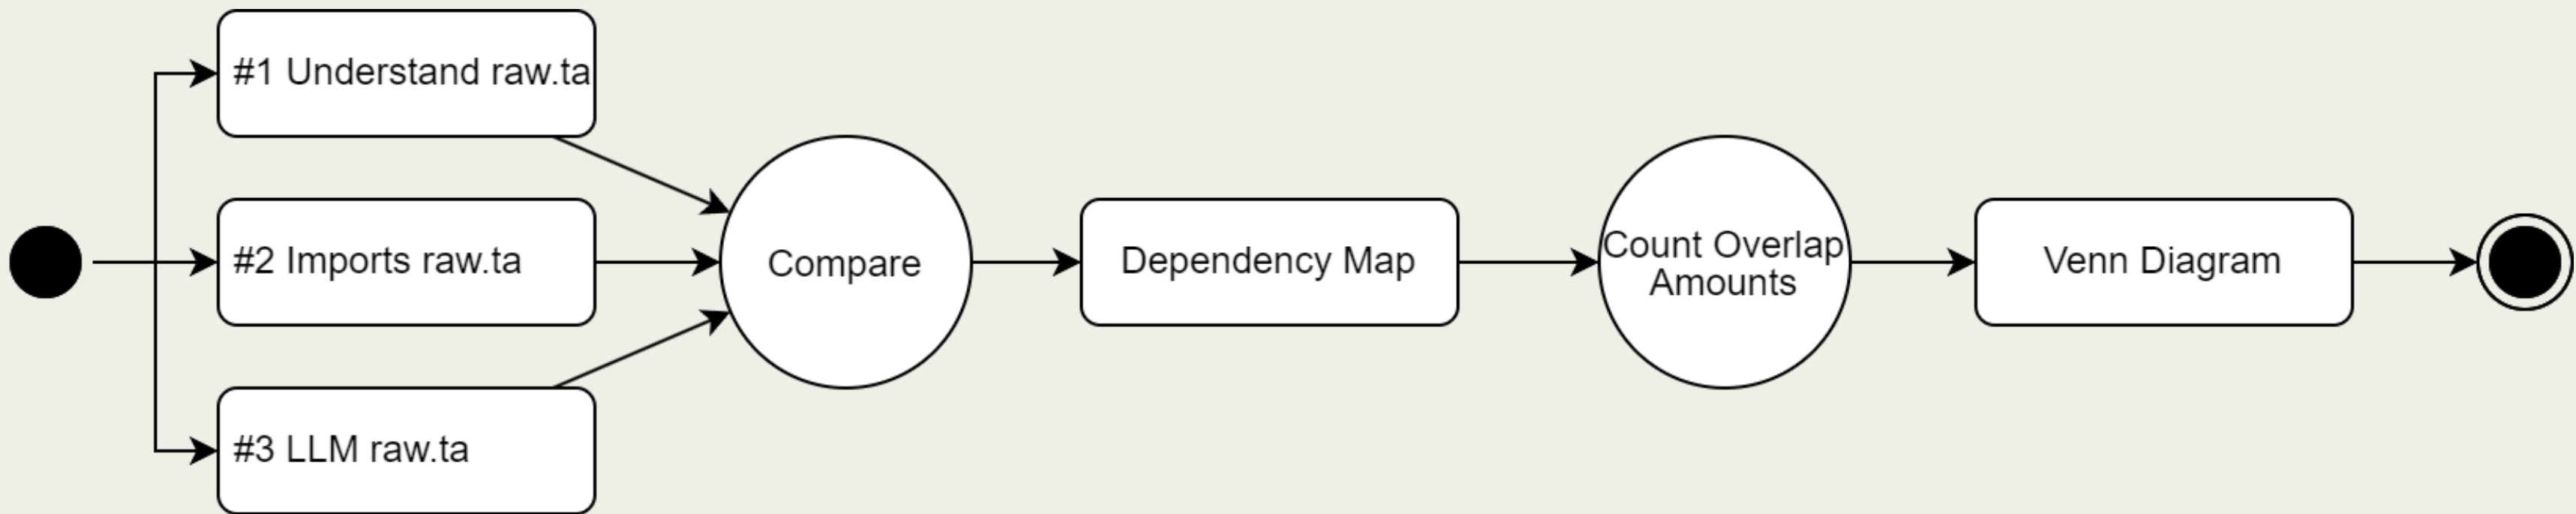 #1 Understand raw.ta
#2 Imports raw.ta
#3 LLM raw.ta
Compare
Dependency Map
Count Overlap
Amounts
Venn Diagram